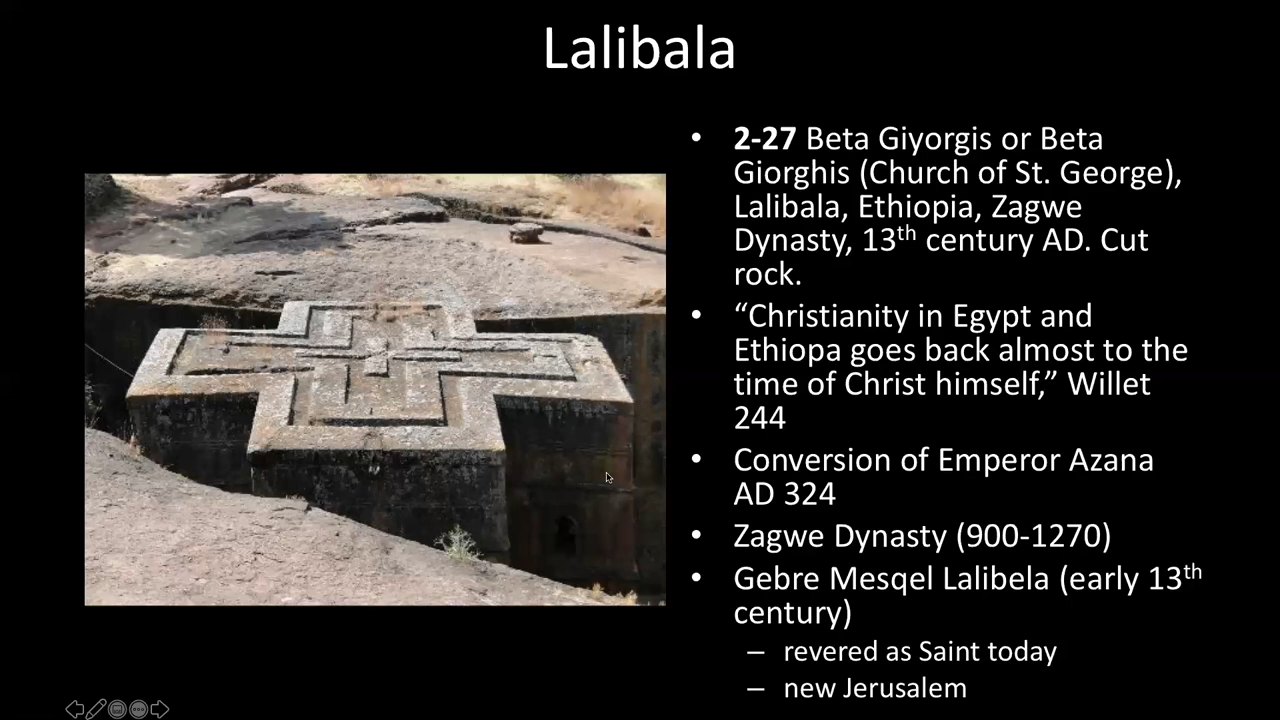 Lalibala
• 2-27 Beta Giyorgis or Beta
Giorghis (Church of St. George),
Lalibala, Ethiopia, Zagwe
Dynasty, 13th century AD. Cut
rock.
• “Christianity in Egypt and
Ethiopa goes back almost to the
time of Christ himself,” Willet
244
• Conversion of Emperor Azana
AD 324
• Zagwe Dynasty (900-1270)
• Gebre Mesqel Lalibela (early 13th
century)
– revered as Saint today
– new Jerusalem